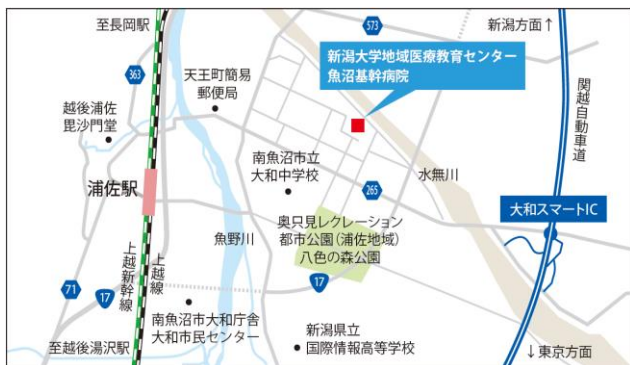 至長岡駅
573
新潟方面↑
新潟大学地域医療教育センター
魚沼基幹病院
363
天王町簡易
郵便局
関越自動車道
越後浦佐
毘沙門堂
南魚沼市立
大和中学校
265
水無川
浦佐駅
大和スマートIC
奥只見レクレーション
都市公園(浦佐地域)
八色の森公園
魚野川
上越線
上越新幹線
17
71
17
南魚沼市大和庁舎
大和市民センター
新潟県立
国際情報高等学校
至越後湯沢駅
↓東京方面